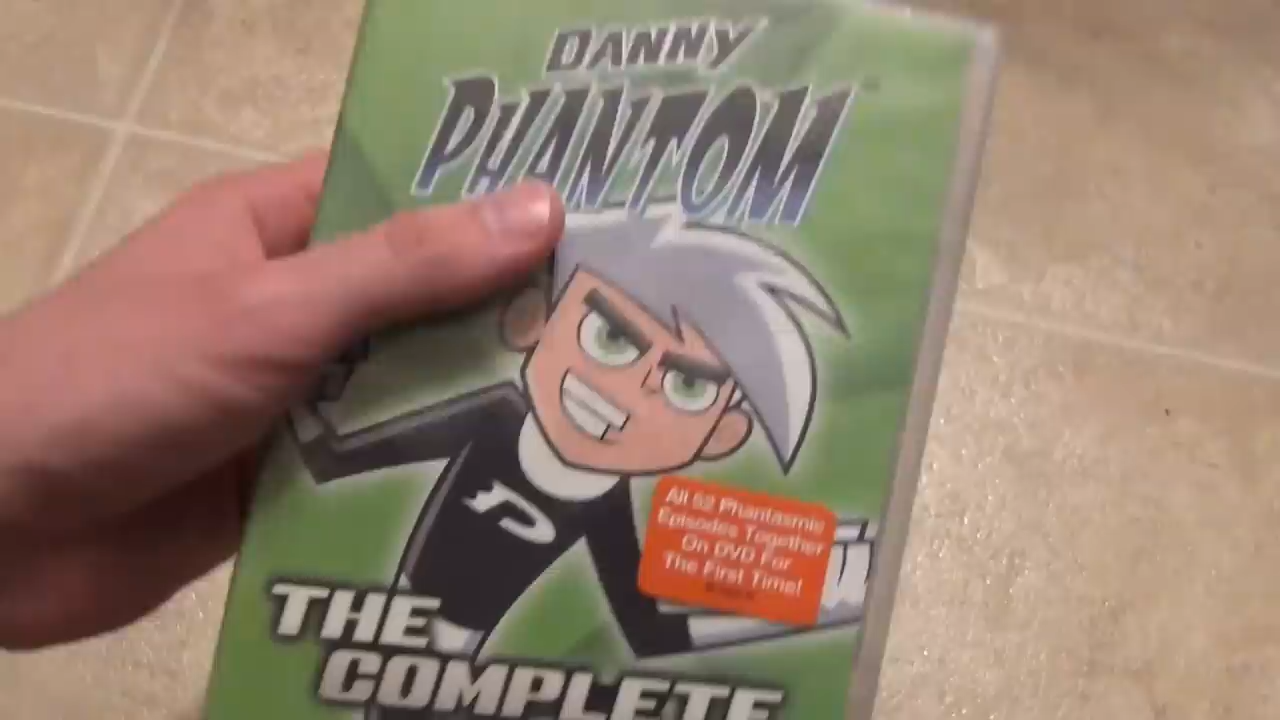 DANNY
PHANTOM
All 52 Phantasmic
Episodes Together
On DVD For
The First Time!
THE
COMPLETE